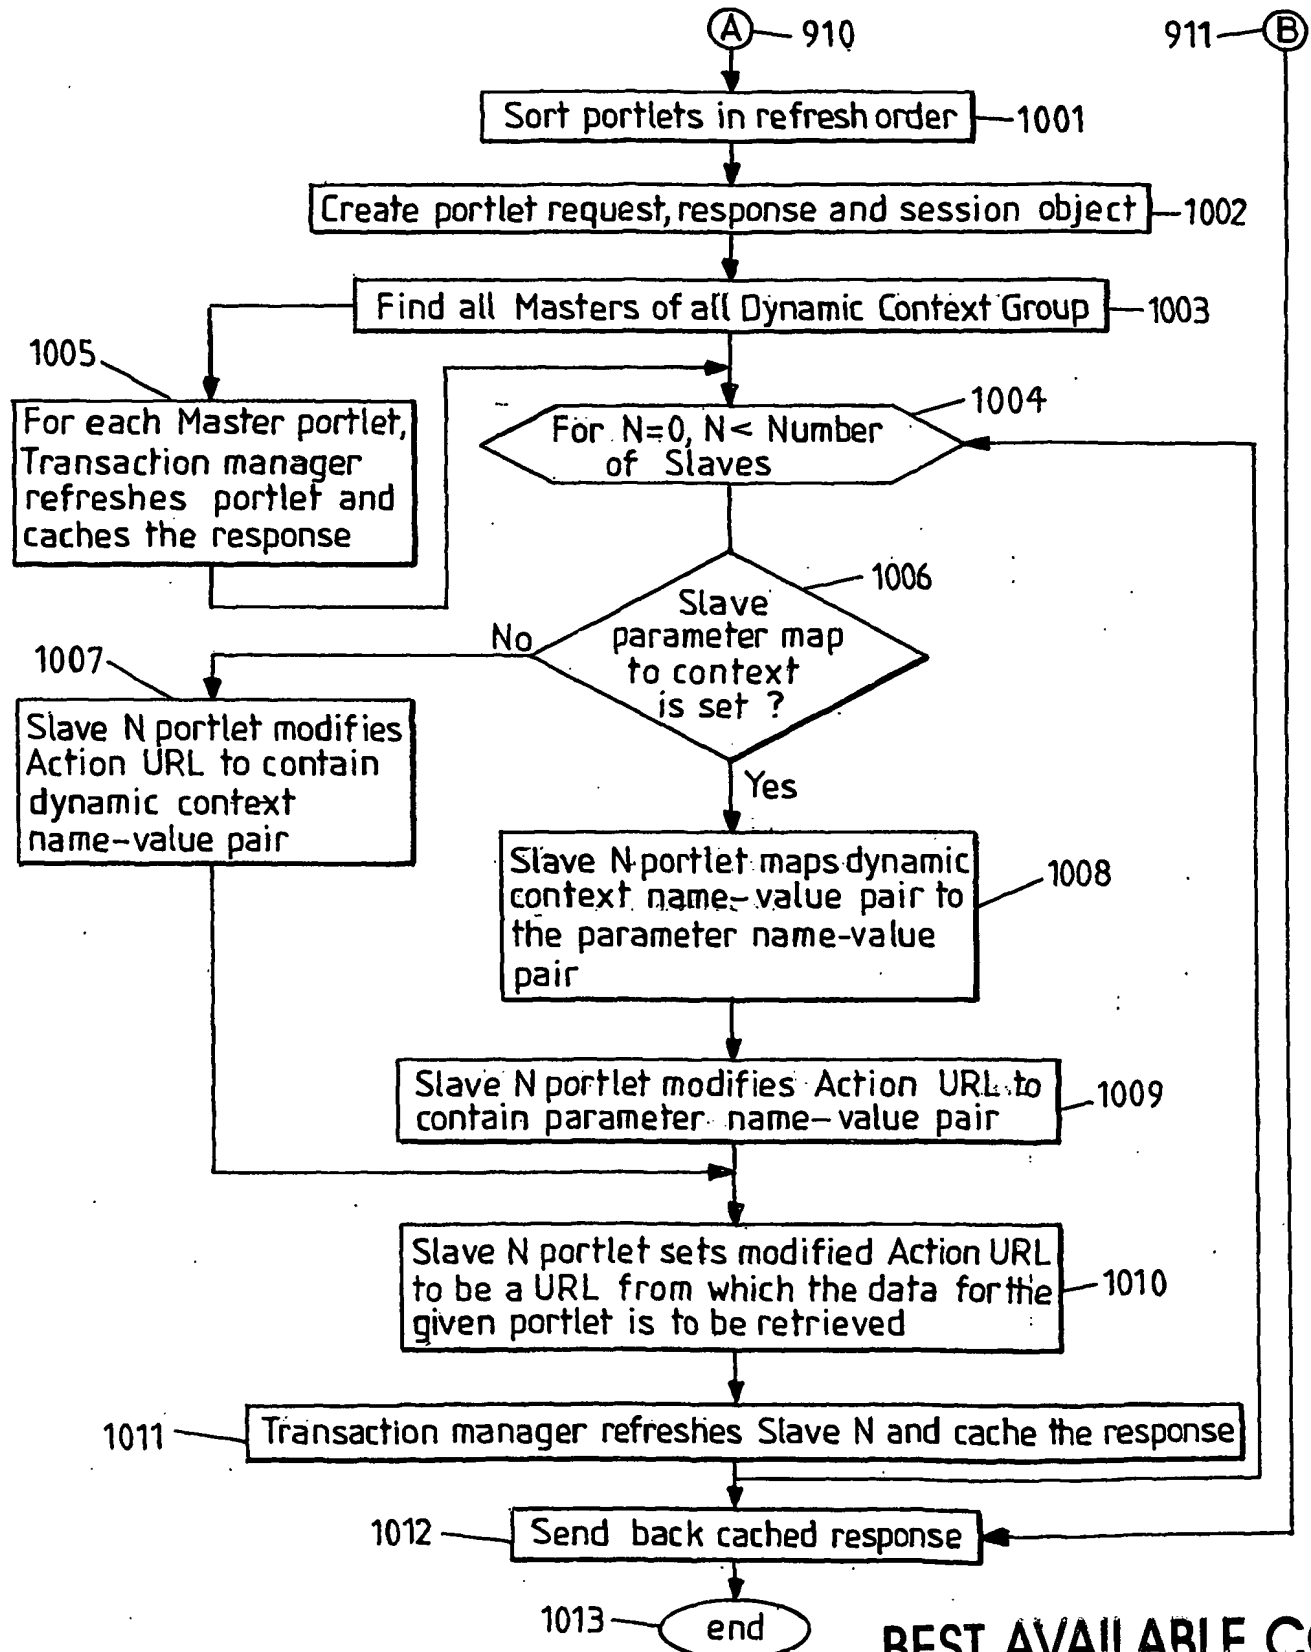 A 910
911 B
Sort portlets in refresh order 1001
Create portlet request, response and session object 1002
Find all Masters of all Dynamic Context Group 1003
1005
For each Master portlet,
Transaction manager
refreshes portlet and
caches the response
1004
For N=0, N< Number
of Slaves
1006
Slave
parameter map
to context
is set ?
No
Yes
1007
Slave N portlet modifies
Action URL to contain
dynamic context
name-value pair
Slave N portlet maps dynamic
context name-value pair to
the parameter name-value
pair
1008
Slave N portlet modifies Action URL to
contain parameter name-value pair
1009
Slave N portlet sets modified Action URL
to be a URL from which the data for the
given portlet is to be retrieved
1010
1011 Transaction manager refreshes Slave N and cache the response
1012 Send back cached response
1013 end
BEST AVAILABLE